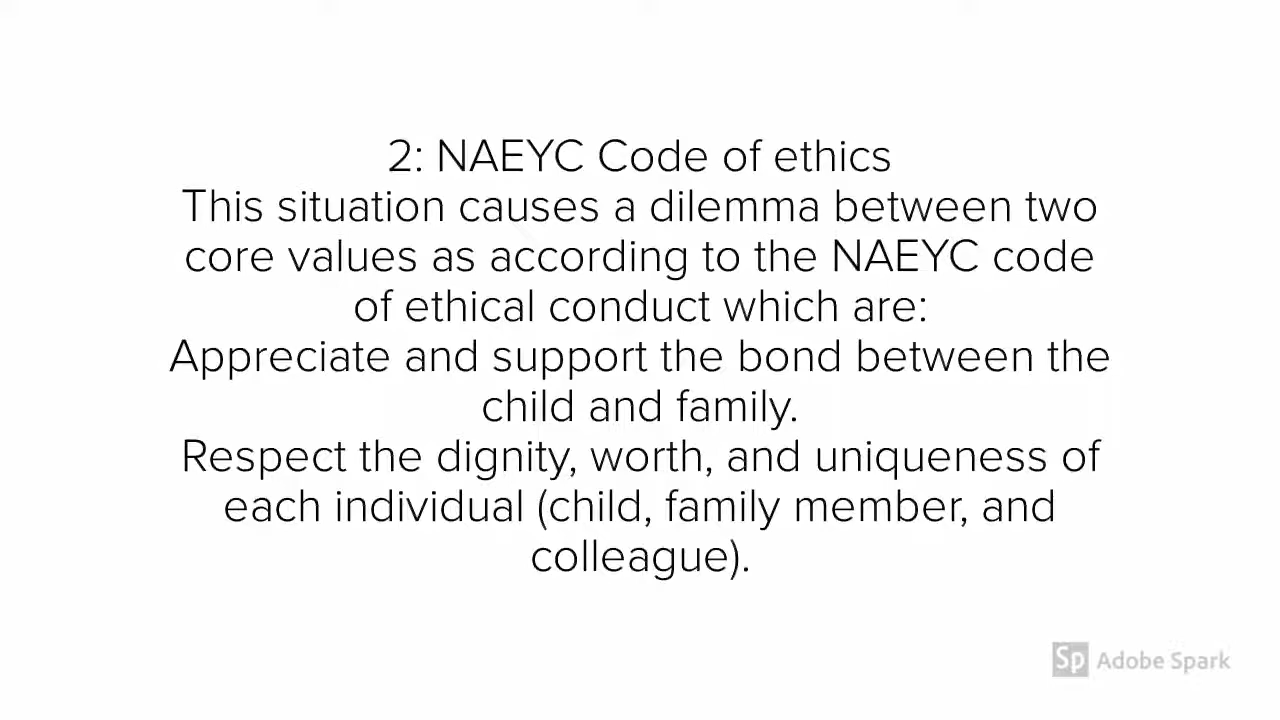 2: NAEYC Code of ethics
This situation causes a dilemma between two
core values as according to the NAEYC code
of ethical conduct which are:
Appreciate and support the bond between the
child and family.
Respect the dignity, worth, and uniqueness of
each individual (child, family member, and
colleague).
Sp Adobe Spark